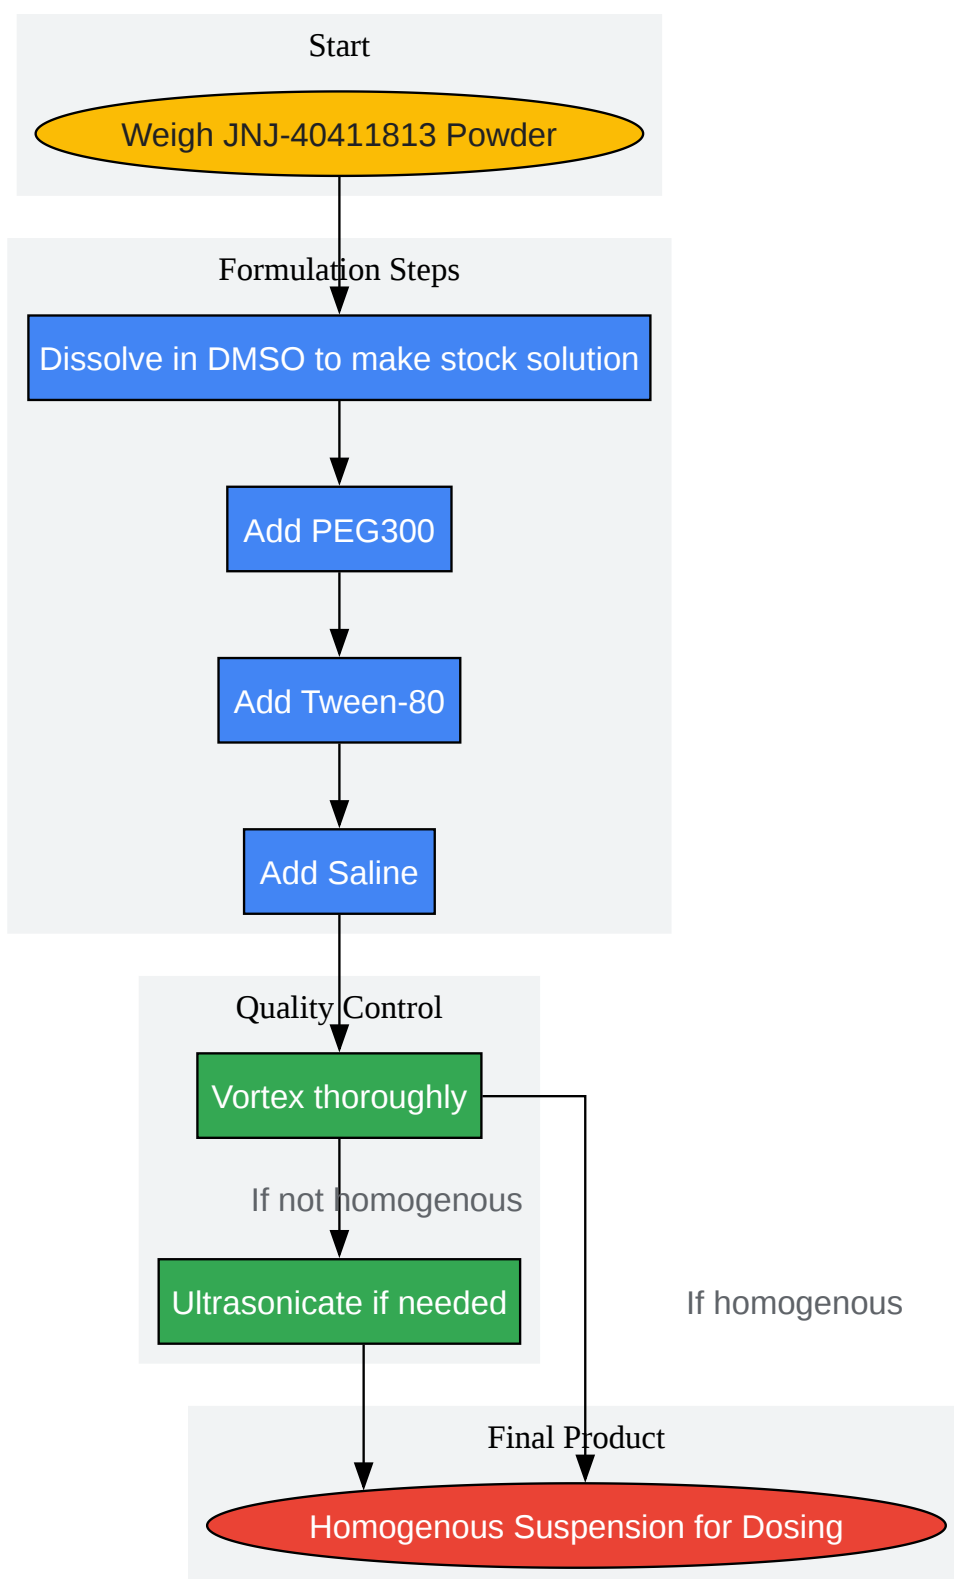 Start
Weigh JNJ-40411813 Powder
Formulation Steps
Dissolve in DMSO to make stock solution
Add PEG300
Add Tween-80
Add Saline
Quality Control
Vortex thoroughly
If not homogenous
Ultrasonicate if needed
If homogenous
Final Product
Homogenous Suspension for Dosing